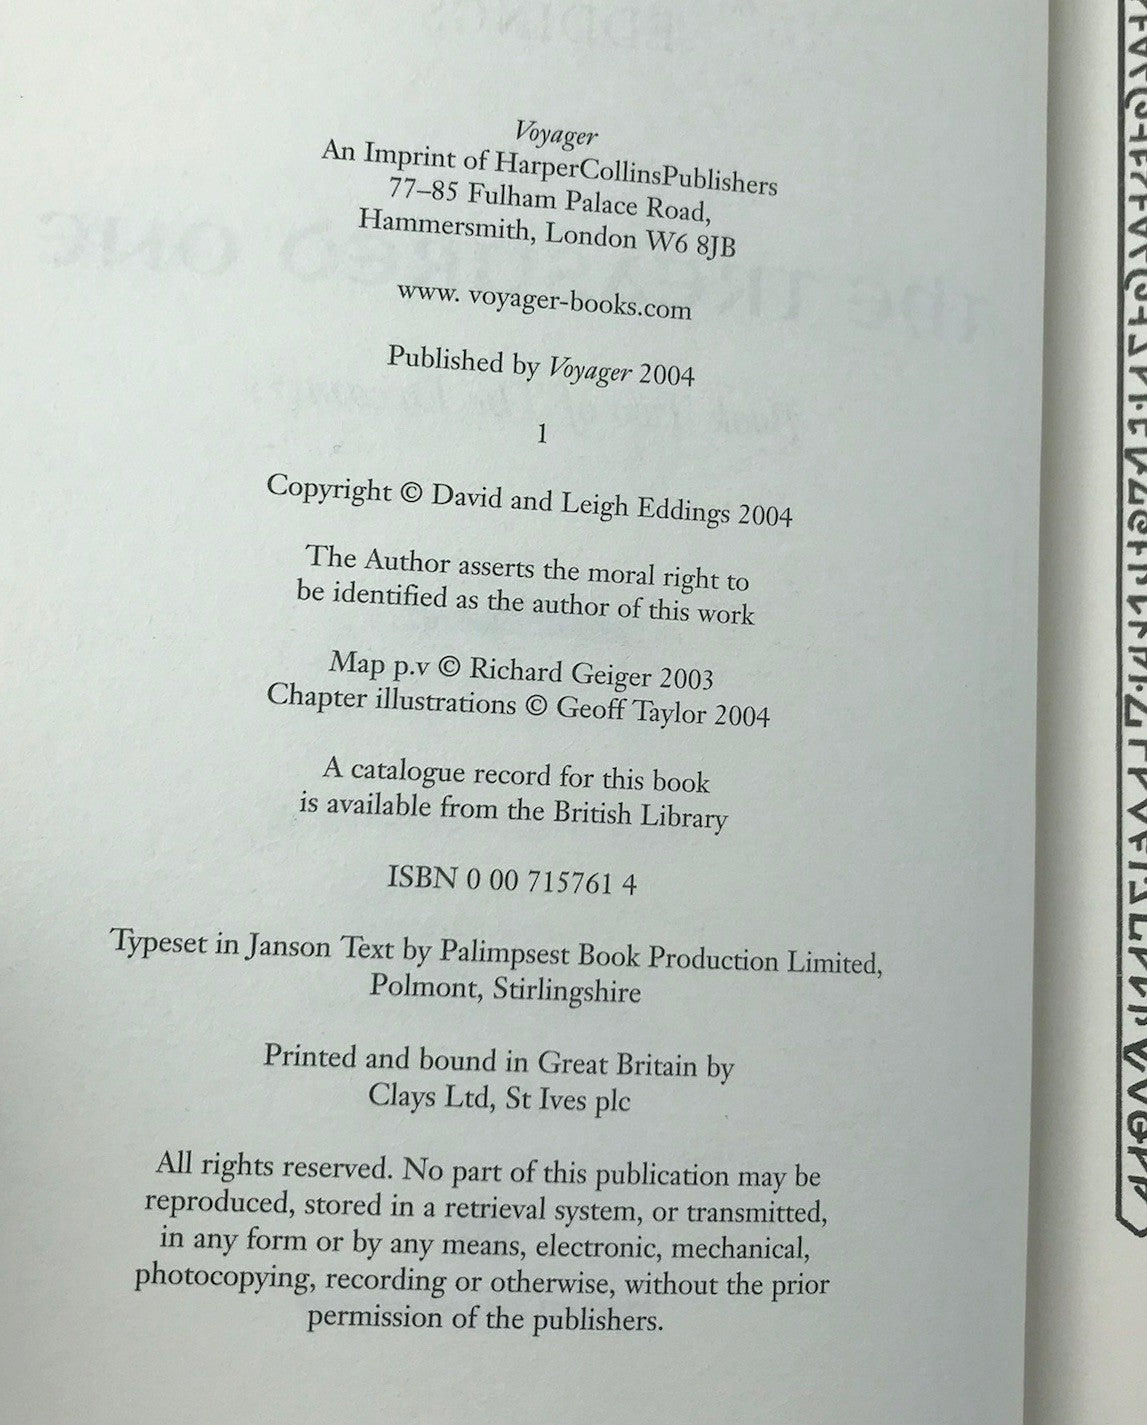 Voyager
An Imprint of HarperCollinsPublishers
77–85 Fulham Palace Road,
Hammersmith, London W6 8JB
www. voyager-books.com
Published by Voyager 2004
1
Copyright © David and Leigh Eddings 2004
The Author asserts the moral right to
be identified as the author of this work
Map p.v © Richard Geiger 2003
Chapter illustrations © Geoff Taylor 2004
A catalogue record for this book
is available from the British Library
ISBN 0 00 715761 4
Typeset in Janson Text by Palimpsest Book Production Limited,
Polmont, Stirlingshire
Printed and bound in Great Britain by
Clays Ltd, St Ives plc
All rights reserved. No part of this publication may be
reproduced, stored in a retrieval system, or transmitted,
in any form or by any means, electronic, mechanical,
photocopying, recording or otherwise, without the prior
permission of the publishers.